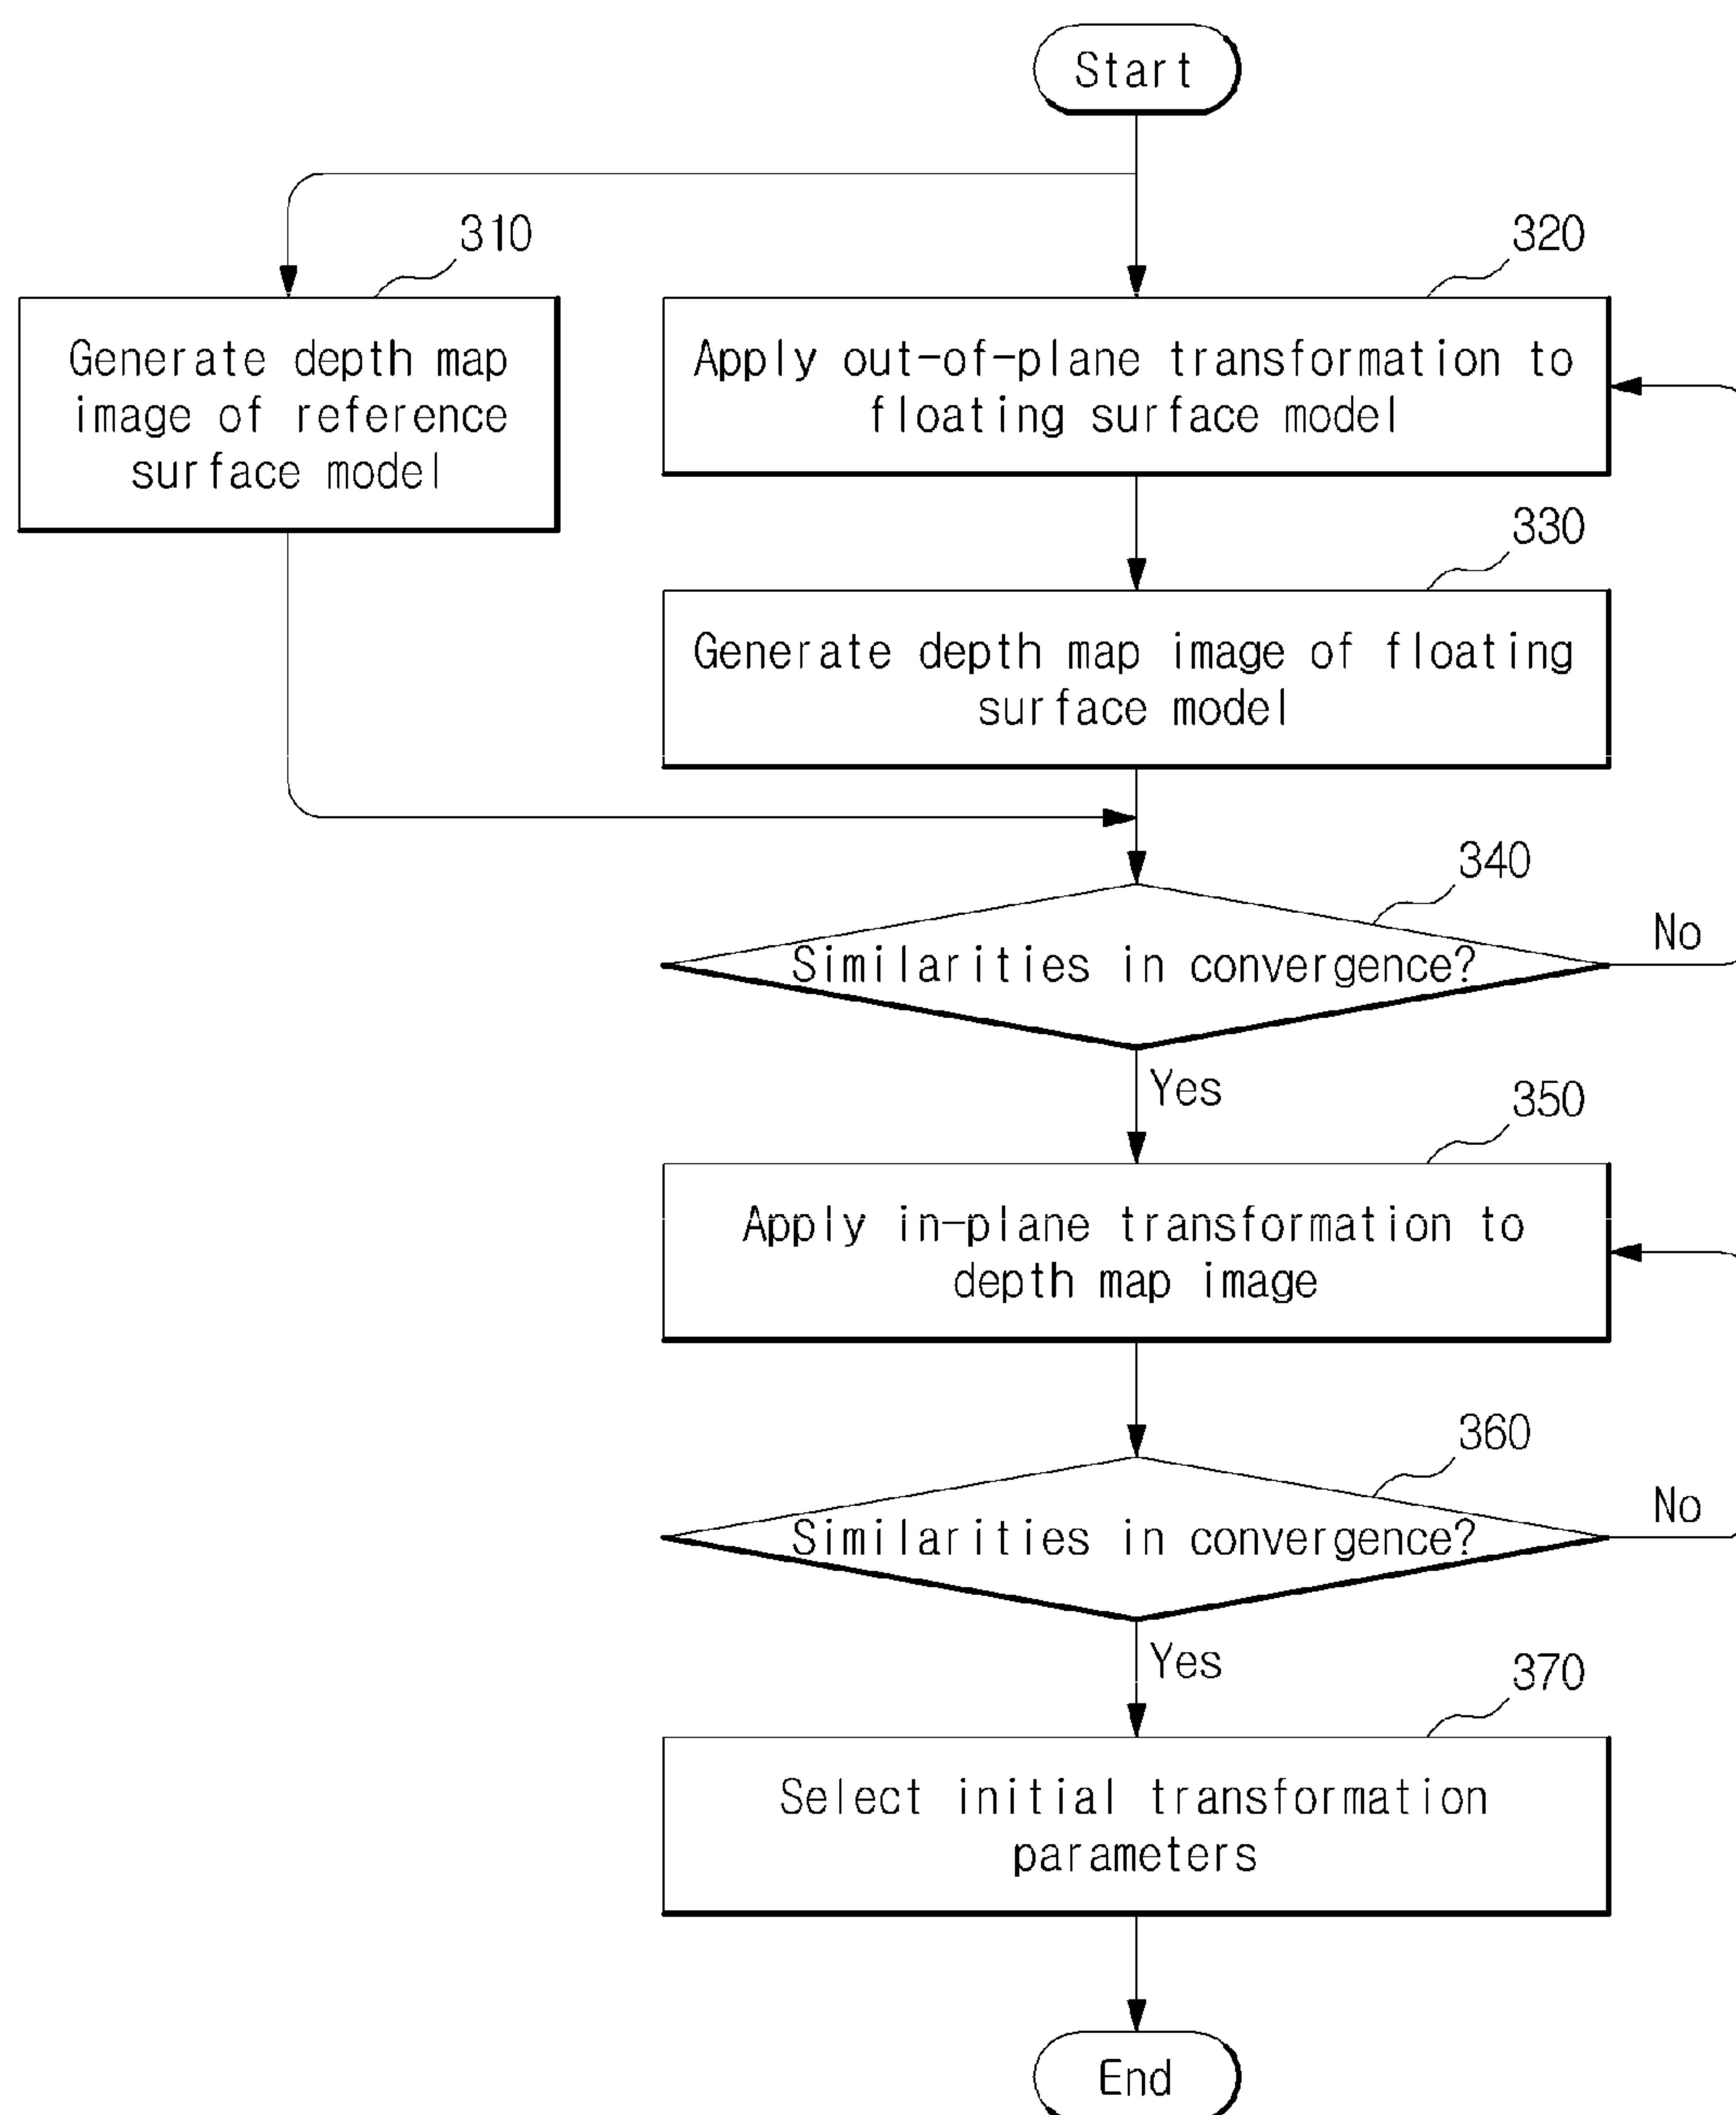 Start
310
320
Generate depth map
image of reference
surface model
Apply out-of-plane transformation to
floating surface model
330
Generate depth map image of floating
surface model
340
Similarities in convergence?
No
Yes
350
Apply in-plane transformation to
depth map image
360
Similarities in convergence?
No
Yes
370
Select initial transformation
parameters
End